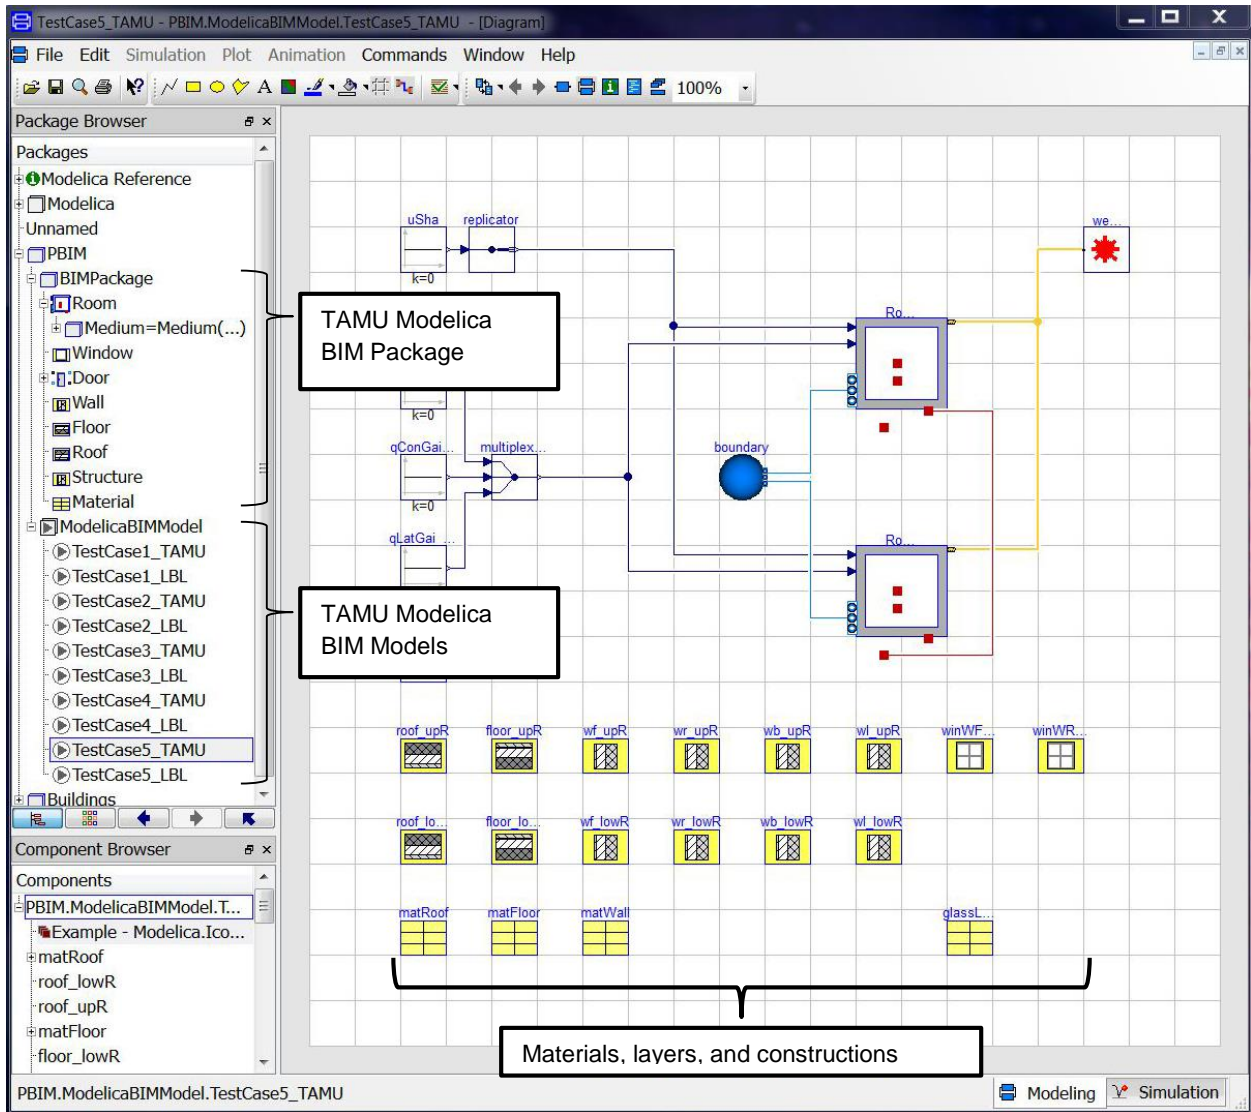 TestCase5_TAMU - PBIM.ModelicaBIMModel.TestCase5_TAMU - [Diagram]
File Edit Simulation Plot Animation Commands Window Help
100%
Package Browser
Packages
Modelica Reference
Modelica
Unnamed
PBIM
BIMPackage
Room
Medium=Medium(...)
Window
Door
Wall
Floor
Roof
Structure
Material
ModelicaBIMModel
TestCase1_TAMU
TestCase1_LBL
TestCase2_TAMU
TestCase2_LBL
TestCase3_TAMU
TestCase3_LBL
TestCase4_TAMU
TestCase4_LBL
TestCase5_TAMU
TestCase5_LBL
Buildings
Component Browser
Components
PBIM.ModelicaBIMModel.T...
Example - Modelica.Ico...
matRoof
roof_lowR
roof_upR
matFloor
floor_lowR
uSha replicator we...
k=0
TAMU Modelica
BIM Package
Ro...
k=0
qConGai... multiplex... boundary
k=0
qLatGai ... Ro...
TAMU Modelica
BIM Models
roof_upR floor_upR wf_upR wr_upR wb_upR wl_upR winWF... winWR...
roof_lo... floor_lo... wf_lowR wr_lowR wb_lowR wl_lowR
matRoof matFloor matWall glassL...
Materials, layers, and constructions
PBIM.ModelicaBIMModel.TestCase5_TAMU
Modeling Simulation